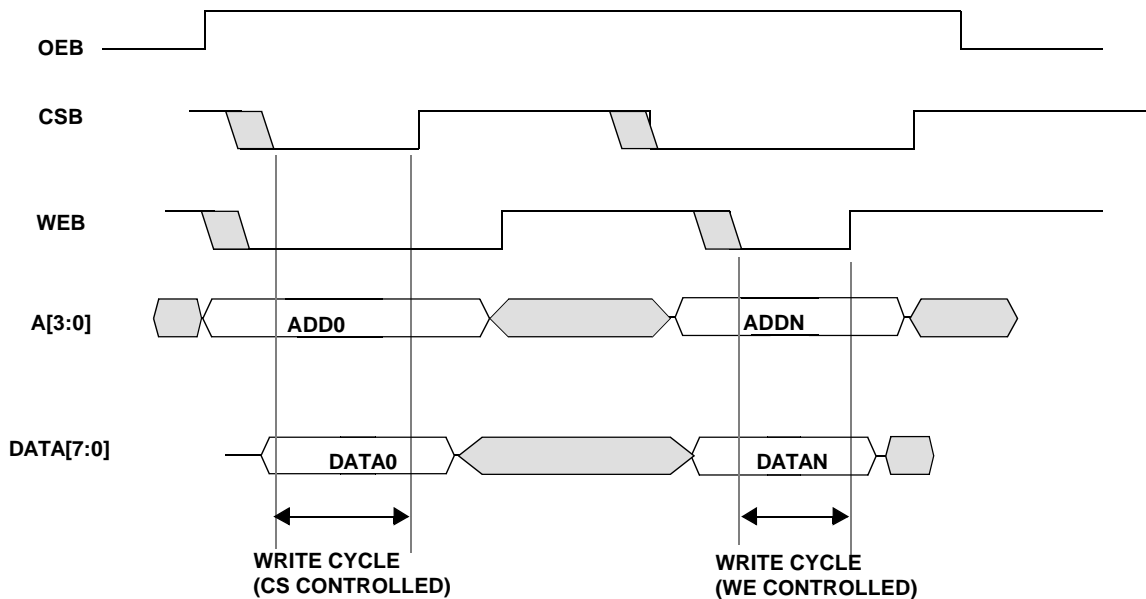 OEB
CSB
WEB
A[3:0]
ADD0
ADDN
DATA[7:0]
DATA0
DATAN
WRITE CYCLE
(CS CONTROLLED)
WRITE CYCLE
(WE CONTROLLED)